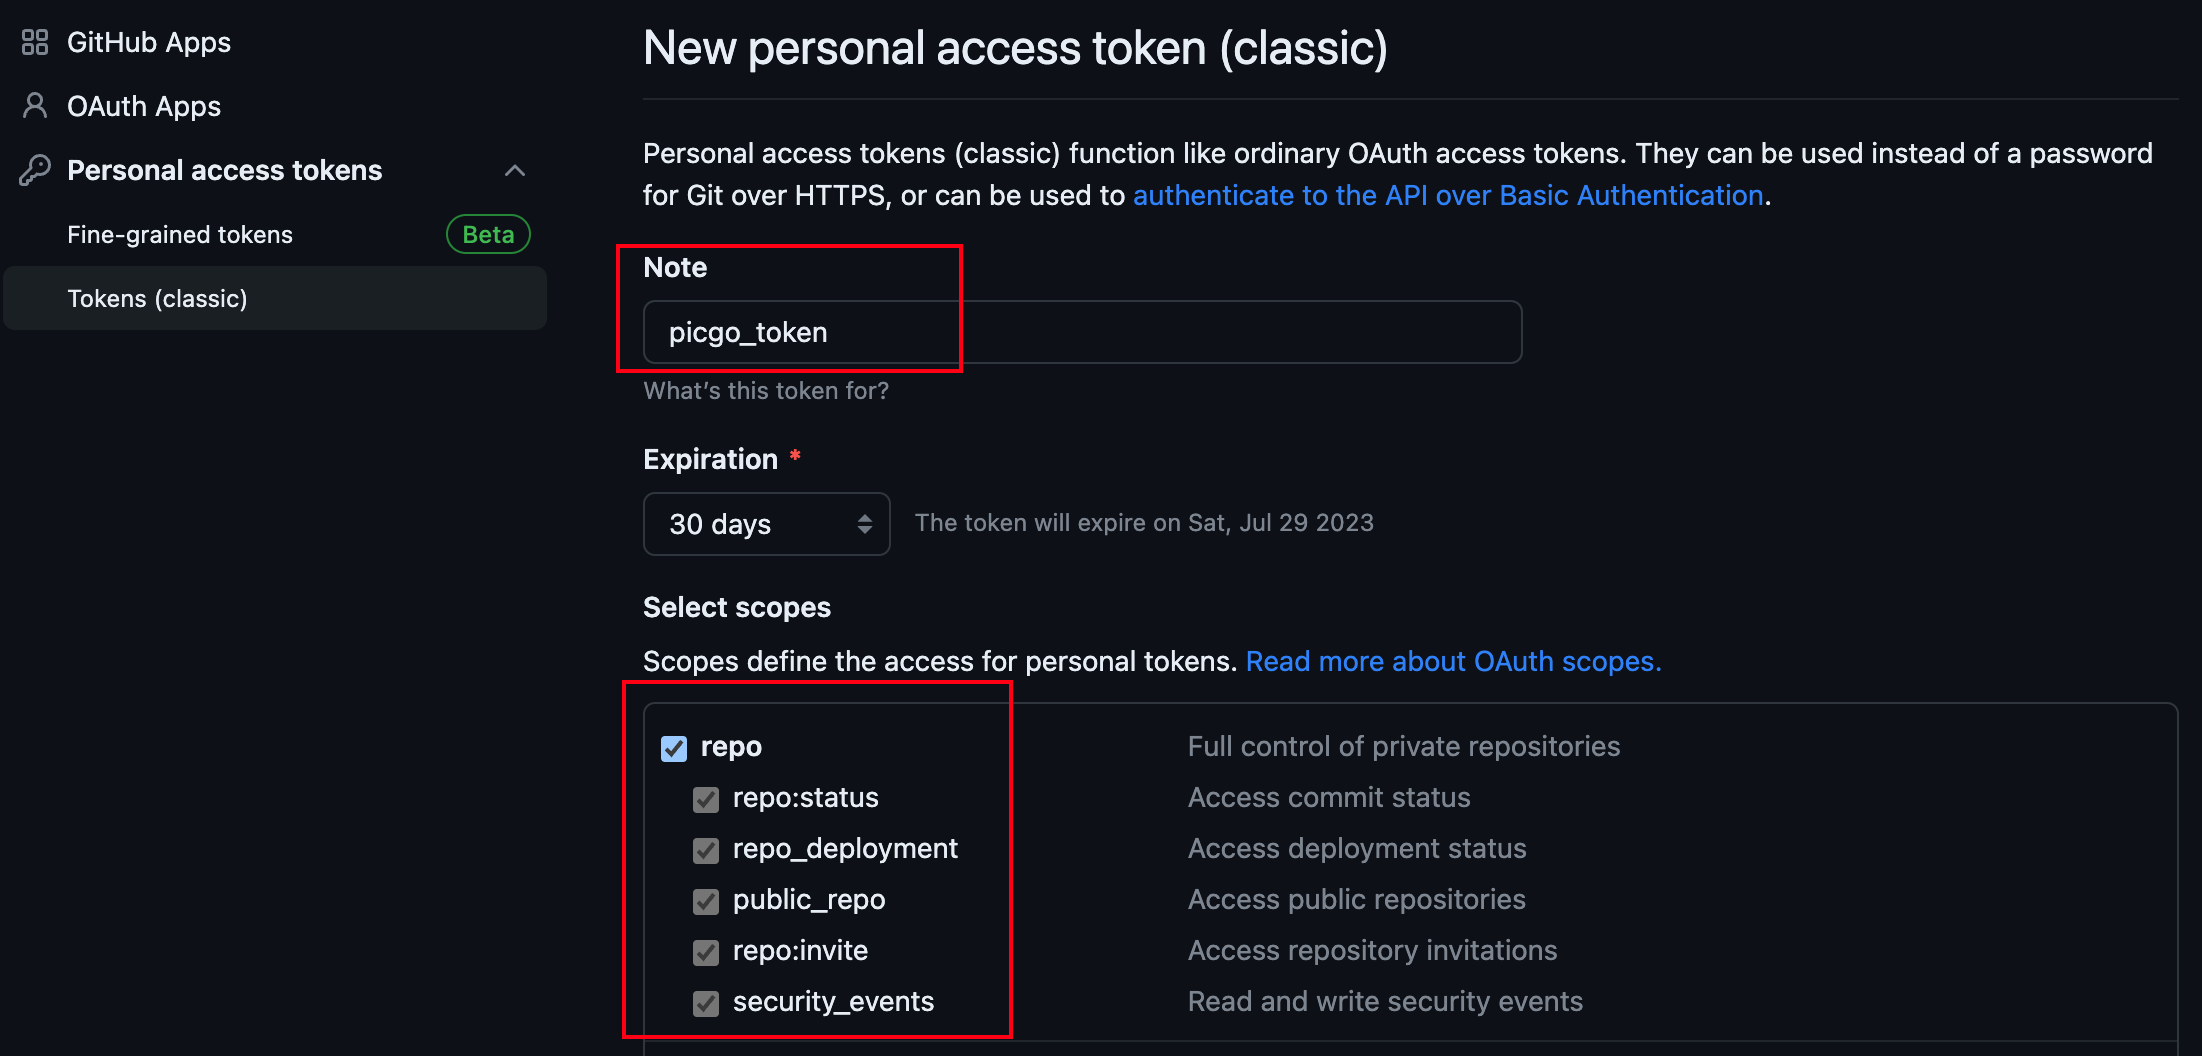 GitHub Apps
OAuth Apps
Personal access tokens
Fine-grained tokens Beta
Tokens (classic)
New personal access token (classic)
Personal access tokens (classic) function like ordinary OAuth access tokens. They can be used instead of a password
for Git over HTTPS, or can be used to authenticate to the API over Basic Authentication.
Note
picgo_token
What's this token for?
Expiration *
30 days The token will expire on Sat, Jul 29 2023
Select scopes
Scopes define the access for personal tokens. Read more about OAuth scopes.
repo Full control of private repositories
repo:status Access commit status
repo_deployment Access deployment status
public_repo Access public repositories
repo:invite Access repository invitations
security_events Read and write security events